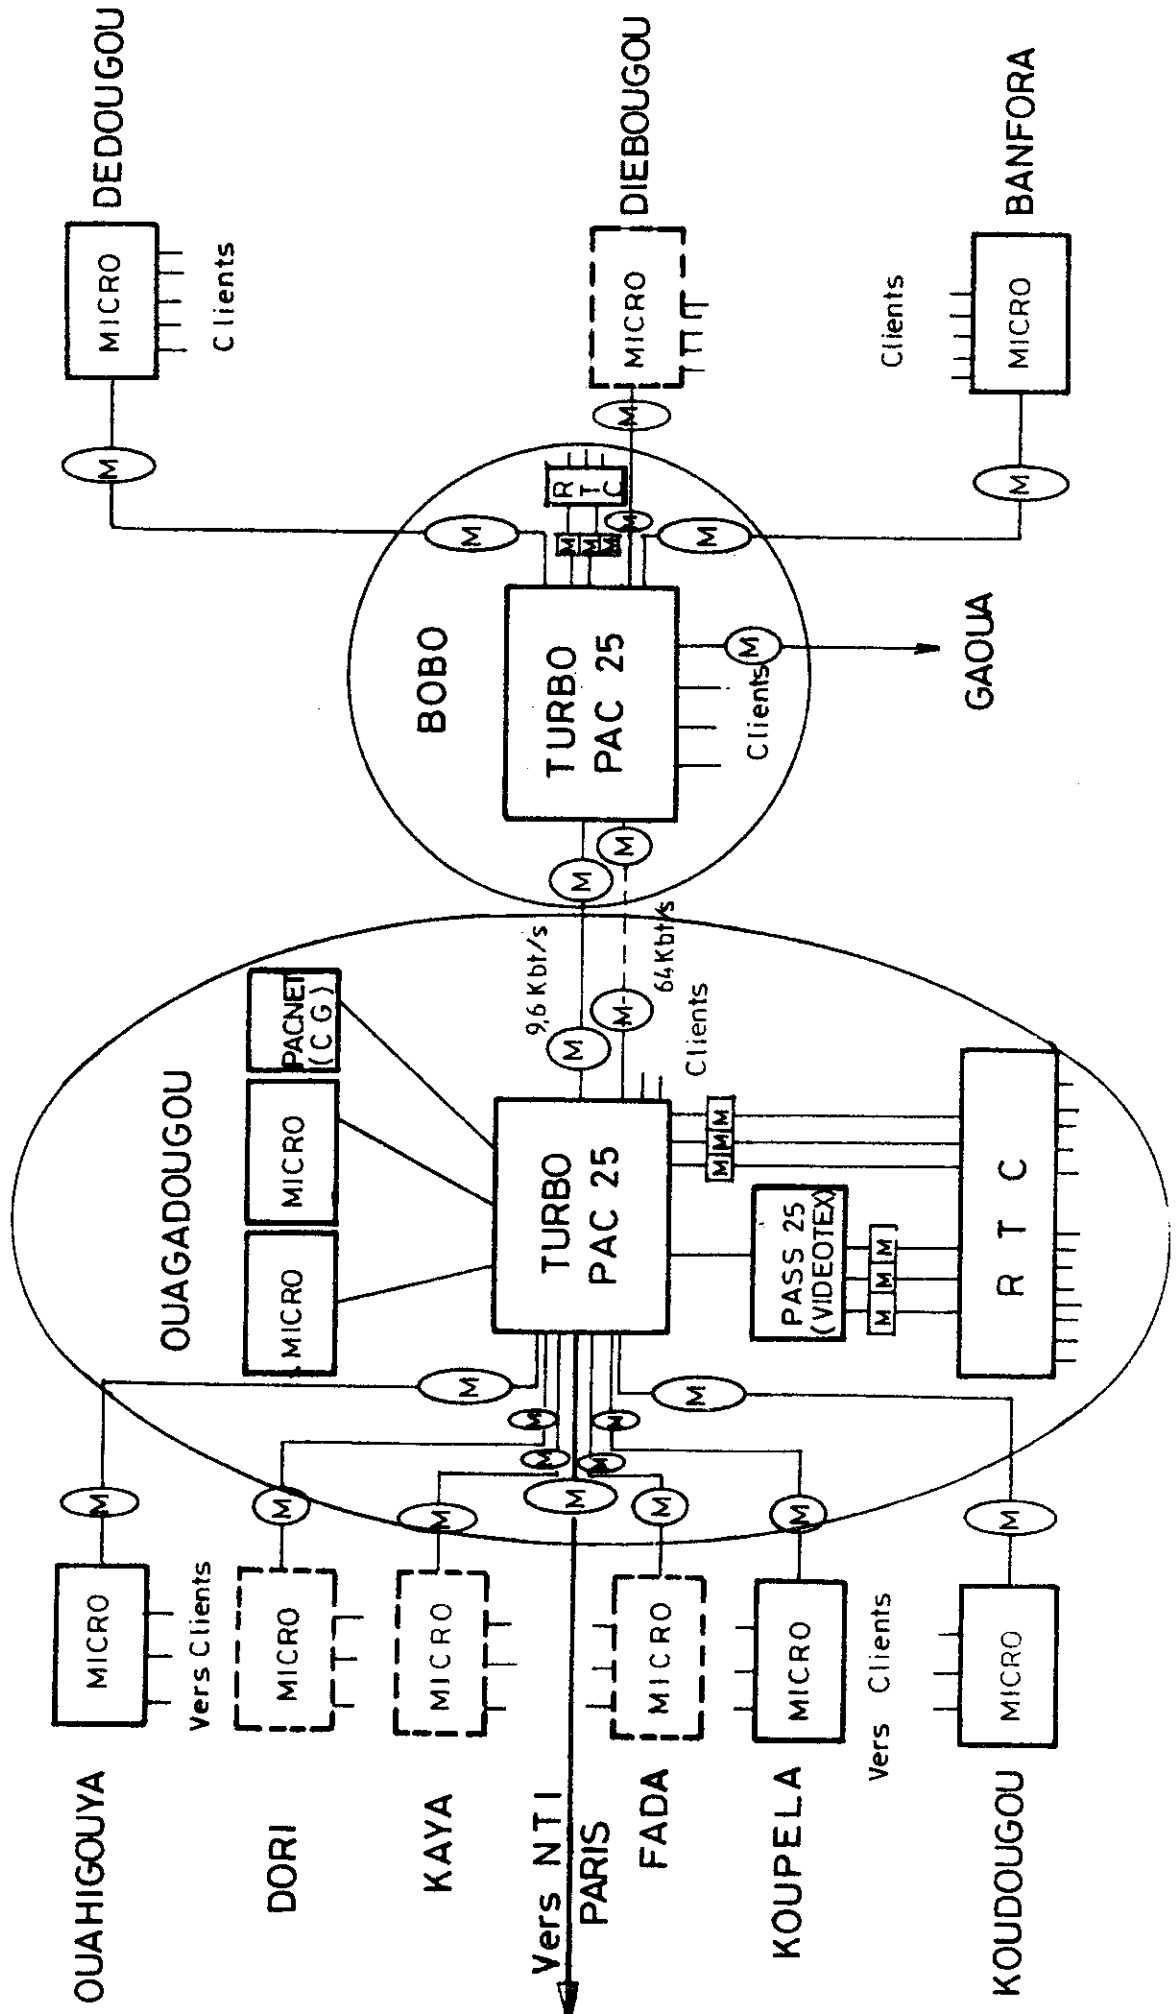 OUAHIGOUYA
MICRO
M
M
Vers Clients
DORI
MICRO
M
M
KAYA
MICRO
M
M
Vers NTI
PARIS
M
FADA
MICRO
M
M
KOUPELA
MICRO
M
M
Vers Clients
KOUDOUGOU
MICRO
M
M
OUAGADOUGOU
MICRO
MICRO
PACNET
(CG)
TURBO
PAC 25
Clients
PASS 25
(VIDEOTEX)
M M M
M M M
R T C
9,6 Kbt/s
M
M
64 Kbt/s
M
M
BOBO
TURBO
PAC 25
Clients
M
M
M
RTC
M
DEDOUGOU
MICRO
M
Clients
M
DIEBOUGOU
MICRO
M
M
BANFORA
MICRO
M
Clients
M
GAOUA
M